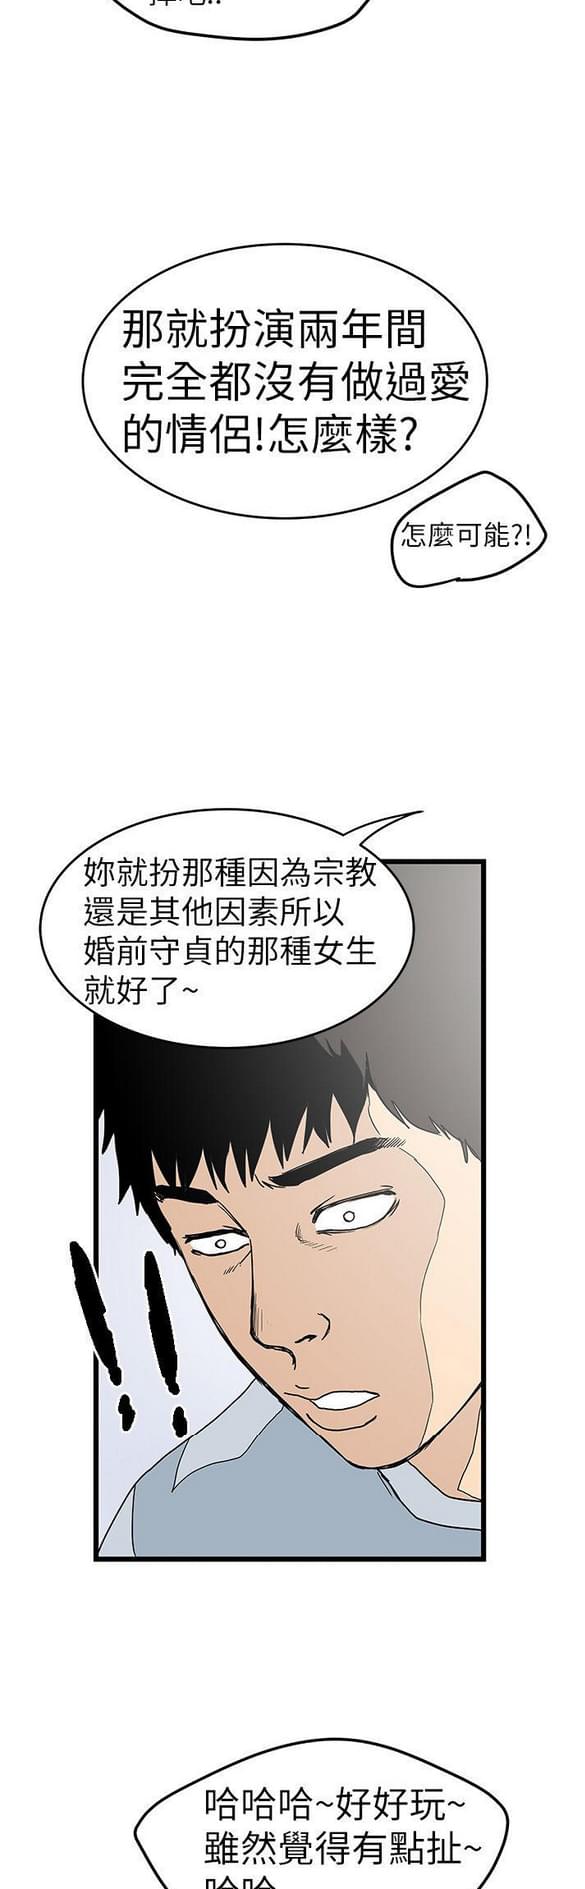 那就扮演兩年間
完全都沒有做過愛
的情侶!怎麼樣?
怎麼可能?!
妳就扮那種因為宗教
還是其他因素所以
婚前守貞的那種女生
就好了~
哈哈哈~好好玩~
雖然覺得有點扯~
哈哈